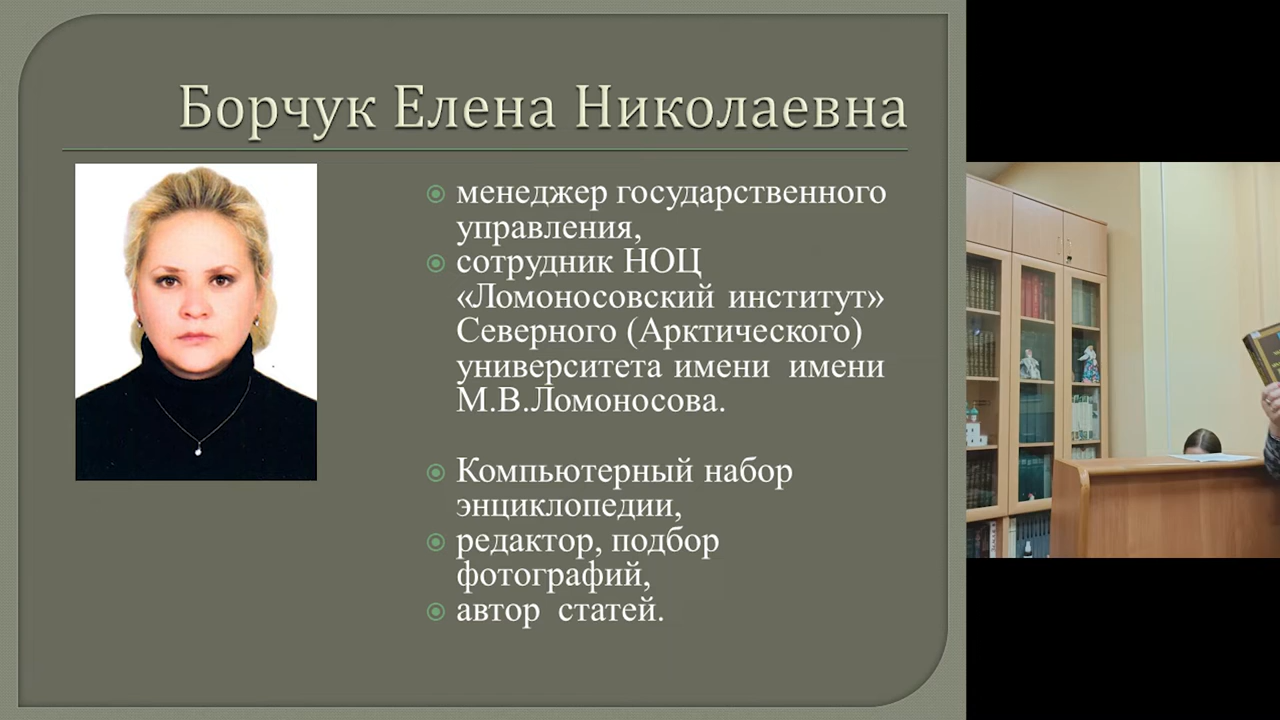 Борчук Елена Николаевна
менеджер государственного
управления,
сотрудник НОЦ
«Ломоносовский институт»
Северного (Арктического)
университета имени имени
М.В.Ломоносова.
Компьютерный набор
энциклопедии,
редактор, подбор
фотографий,
автор статей.